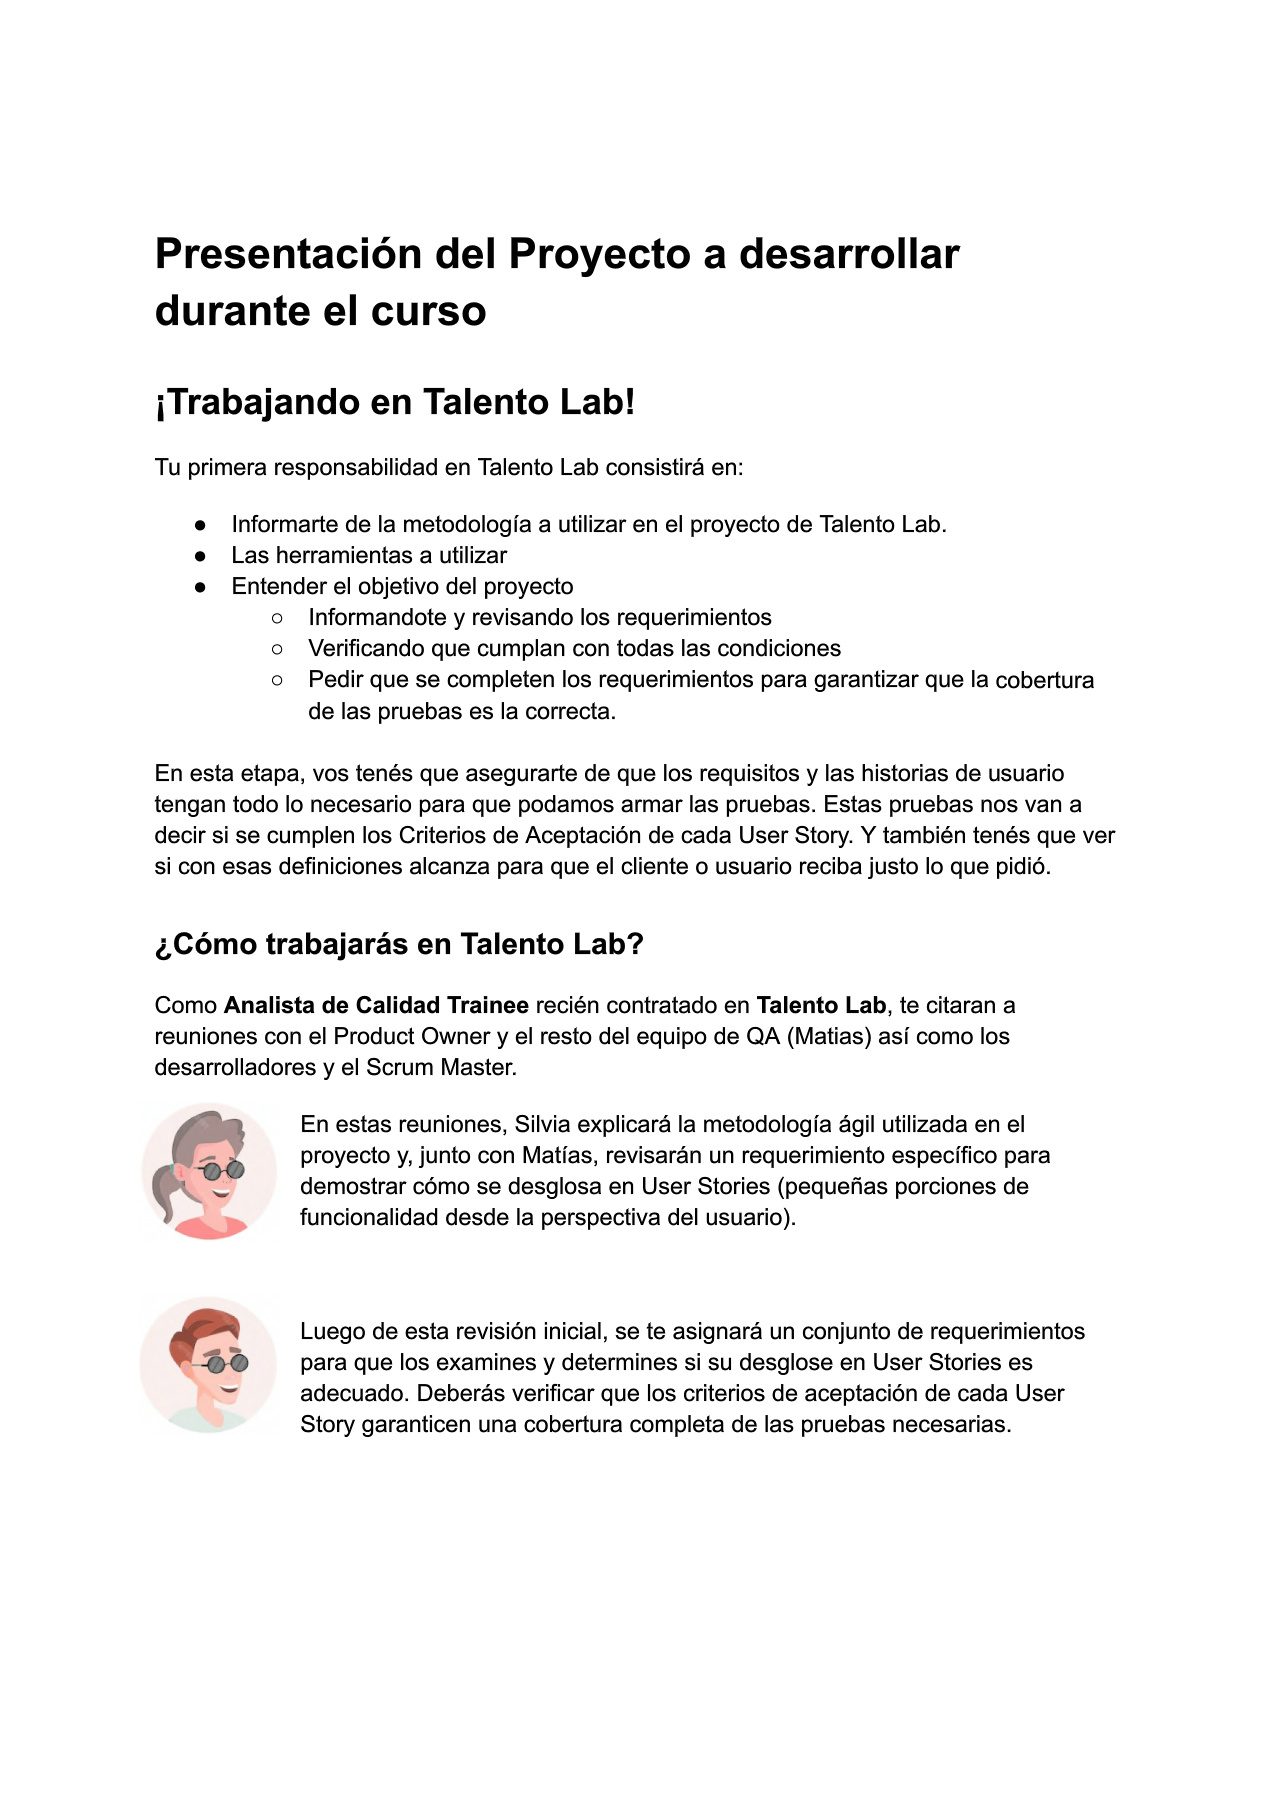 Presentación del Proyecto a desarrollar
durante el curso
¡Trabajando en Talento Lab!
Tu primera responsabilidad en Talento Lab consistirá en:
● Informarte de la metodología a utilizar en el proyecto de Talento Lab.
● Las herramientas a utilizar
● Entender el objetivo del proyecto
○ Informandote y revisando los requerimientos
○ Verificando que cumplan con todas las condiciones
○ Pedir que se completen los requerimientos para garantizar que la cobertura
de las pruebas es la correcta.
En esta etapa, vos tenés que asegurarte de que los requisitos y las historias de usuario
tengan todo lo necesario para que podamos armar las pruebas. Estas pruebas nos van a
decir si se cumplen los Criterios de Aceptación de cada User Story. Y también tenés que ver
si con esas definiciones alcanza para que el cliente o usuario reciba justo lo que pidió.
¿Cómo trabajarás en Talento Lab?
Como Analista de Calidad Trainee recién contratado en Talento Lab, te citaran a
reuniones con el Product Owner y el resto del equipo de QA (Matias) así como los
desarrolladores y el Scrum Master.
En estas reuniones, Silvia explicará la metodología ágil utilizada en el
proyecto y, junto con Matías, revisarán un requerimiento específico para
demostrar cómo se desglosa en User Stories (pequeñas porciones de
funcionalidad desde la perspectiva del usuario).
Luego de esta revisión inicial, se te asignará un conjunto de requerimientos
para que los examines y determines si su desglose en User Stories es
adecuado. Deberás verificar que los criterios de aceptación de cada User
Story garanticen una cobertura completa de las pruebas necesarias.